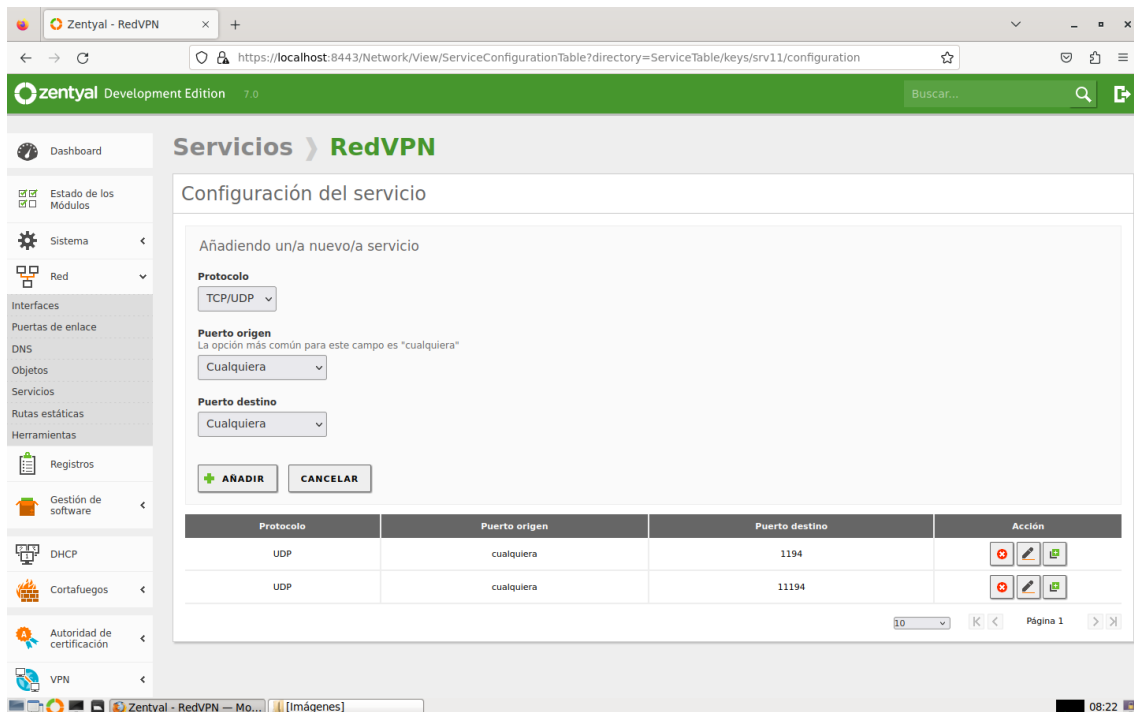 Zentyal - RedVPN × +
https://localhost:8443/Network/View/ServiceConfigurationTable?directory=ServiceTable/keys/srv11/configuration
zentyal Development Edition 7.0
Buscar...
Dashboard
Estado de los
Módulos
Sistema
Red
Interfaces
Puertas de enlace
DNS
Objetos
Servicios
Rutas estáticas
Herramientas
Registros
Gestión de
software
DHCP
Cortafuegos
Autoridad de
certificación
VPN
Servicios ❭ RedVPN
Configuración del servicio
Añadiendo un/a nuevo/a servicio
Protocolo
TCP/UDP
Puerto origen
La opción más común para este campo es "cualquiera"
Cualquiera
Puerto destino
Cualquiera
AÑADIR CANCELAR
Protocolo Puerto origen Puerto destino Acción
UDP cualquiera 1194
UDP cualquiera 11194
10 Página 1
Zentyal - RedVPN — Mo... [Imágenes] 08:22